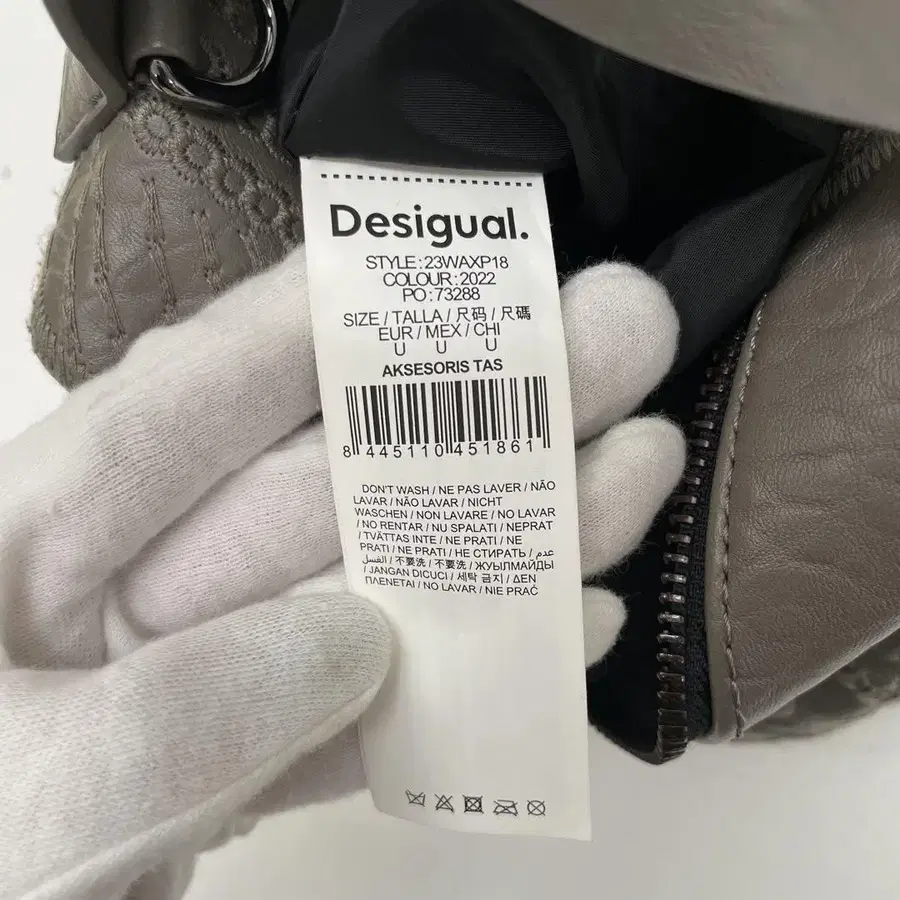 Desigual.
STYLE:23WAXP18
COLOUR:2022
PO:73288
SIZE/TALLA/尺码/尺碼
EUR/MEX/CHI
U U U
AKSESORIS TAS
8 445110 451861
DON'T WASH / NE PAS LAVER / NÃO
LAVAR / NÃO LAVAR / NICHT
WASCHEN / NON LAVARE / NO LAVAR
/ NO RENTAR / NU SPALATI / NEPRAT
/ TVÄTTAS INTE / NE PRATI / NE
PRATI / NE PRATI / НЕ СТИРАТЬ / عدم
الغسل / 不要洗 / 不要洗 / ЖУЫЛМАЙДЫ
/ JANGAN DICUCI / 세탁 금지 / ΔΕΝ
ΠΛΕΝΕΤΑΙ / NO LAVAR / NIE PRAĆ